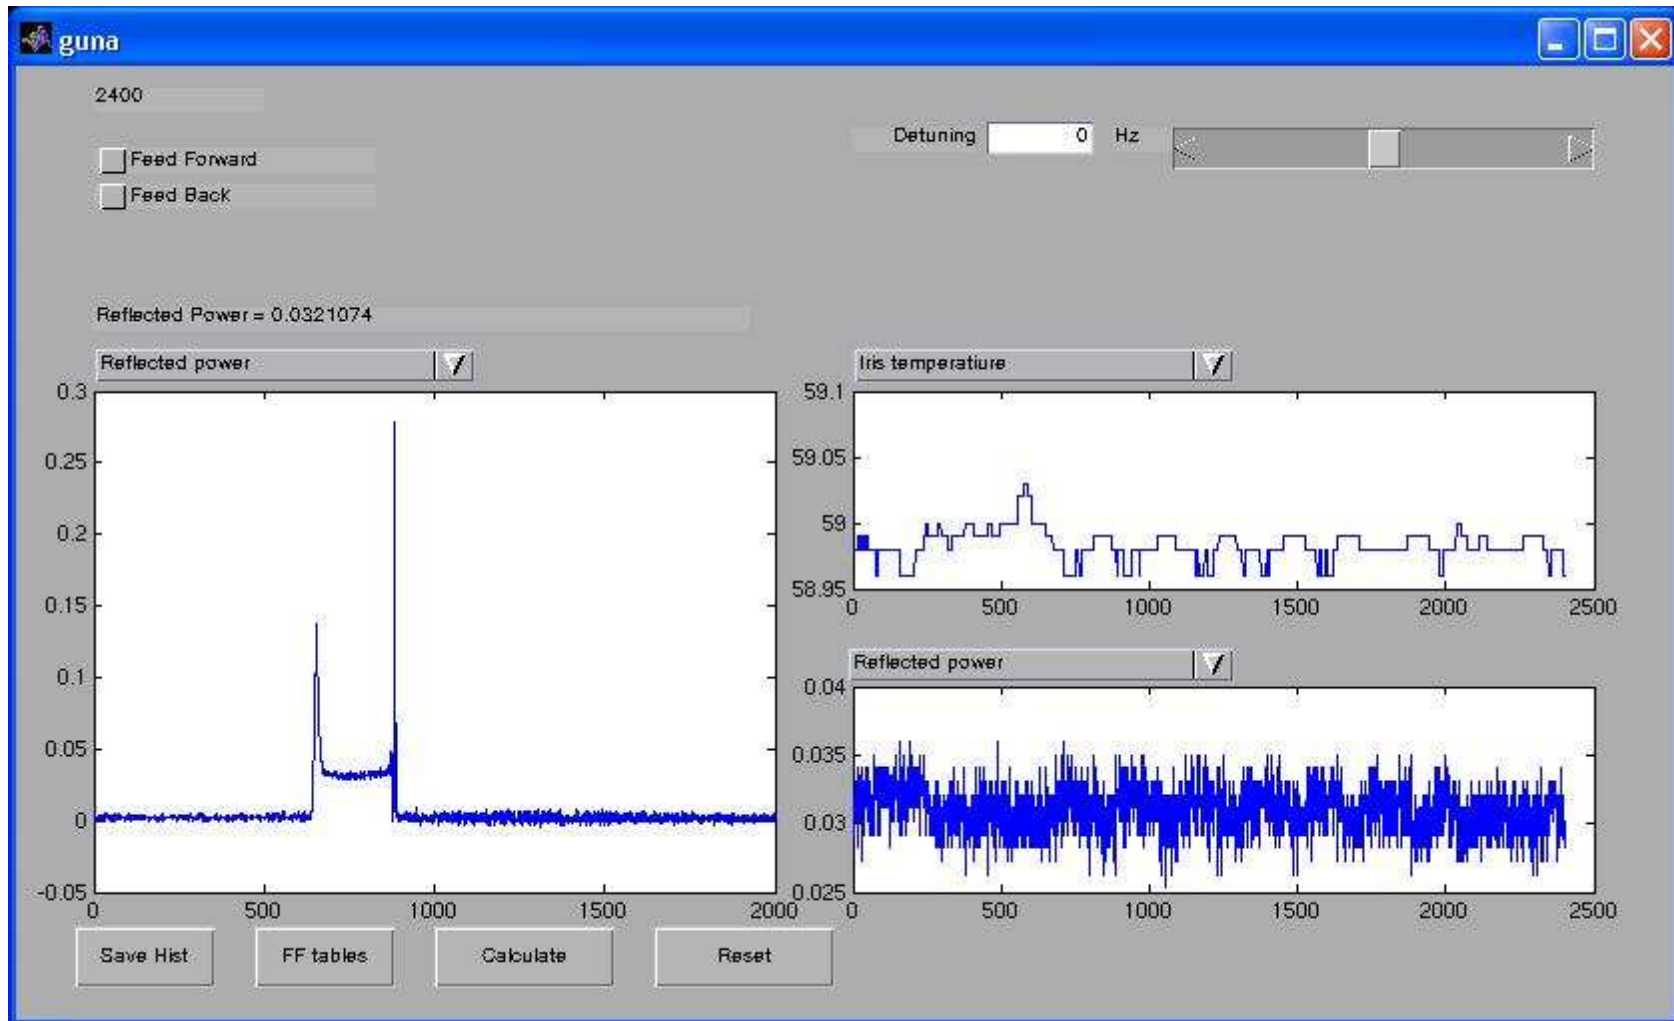 guna
2400
Detuning 0 Hz
Feed Forward
Feed Back
Reflected Power = 0.0321074
Reflected power
0.3
0.25
0.2
0.15
0.1
0.05
0
-0.05
0 500 1000 1500 2000
Iris temperatiure
59.1
59.05
59
58.95
0 500 1000 1500 2000 2500
Reflected power
0.04
0.035
0.03
0.025
0 500 1000 1500 2000 2500
Save Hist FF tables Calculate Reset